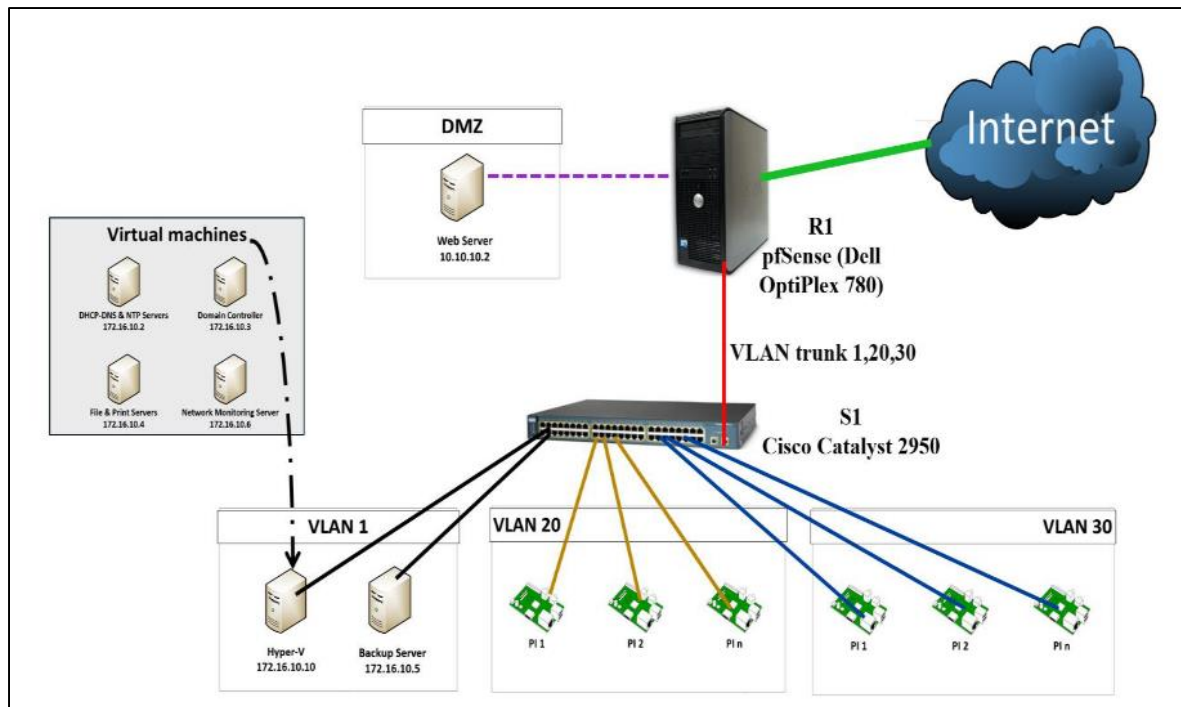 Internet
DMZ
Web Server
10.10.10.2
R1
pfSense (Dell
OptiPlex 780)
Virtual machines
DHCP-DNS & NTP Servers
172.16.10.2
Domain Controller
172.16.10.3
File & Print Servers
172.16.10.4
Network Monitoring Server
172.16.10.6
VLAN trunk 1,20,30
S1
Cisco Catalyst 2950
VLAN 1
Hyper-V
172.16.10.10
Backup Server
172.16.10.5
VLAN 20
PI 1
PI 2
PI n
VLAN 30
PI 1
PI 2
PI n